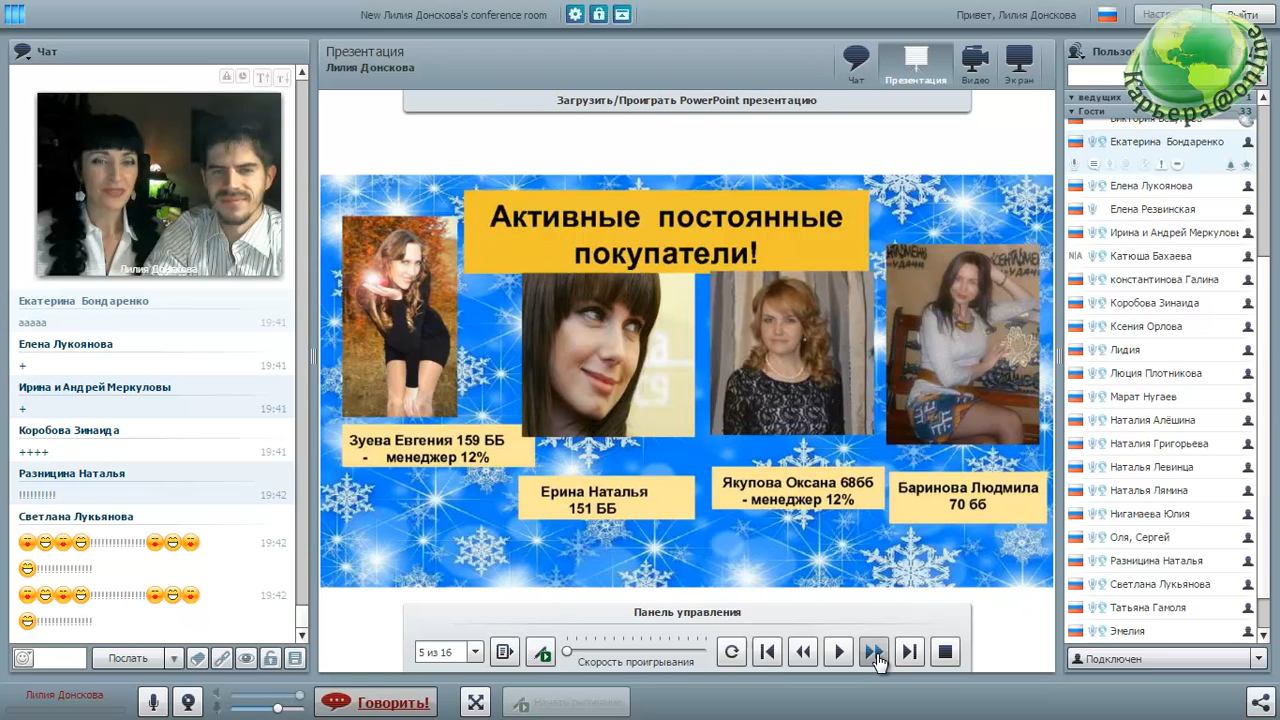 New Лилия Донскова's conference room
Привет, Лилия Донскова
Выйти
Карьера@online
Чат
Лилия Донскова
Екатерина Бондаренко
ааааа 19:41
Елена Лукоянова
+ 19:41
Ирина и Андрей Меркуловы
+ 19:41
Коробова Зинаида
++++ 19:41
Разницина Наталья
!!!!!!!!!! 19:42
Светлана Лукьянова
!!!!!!!!!!!!!!! 19:42
!!!!!!!!!!!!!!!
!!!!!!!!!!!!!!! 19:42
!!!!!!!!!!!!!!!
Послать
Презентация
Лилия Донскова
Чат
Презентация
Видео
Экран
Загрузить/Проиграть PowerPoint презентацию
Активные постоянные
покупатели!
Зуева Евгения 159 ББ
- менеджер 12%
Ерина Наталья
151 ББ
Якупова Оксана 68бб
- менеджер 12%
Баринова Людмила
70 бб
Панель управления
5 из 16
Скорость проигрывания
ведущих 1
Гости 33
Екатерина Бондаренко
Елена Лукоянова
Елена Резвинская
Ирина и Андрей Меркуловь
N/A Катюша Бахаева
константинова Галина
Коробова Зинаида
Ксения Орлова
Лидия
Люция Плотникова
Марат Нугаев
Наталия Алёшина
Наталия Григорьева
Наталья Левинца
Наталья Лямина
Нигамаева Юлия
Оля, Сергей
Разницина Наталья
Светлана Лукьянова
Татьяна Гамоля
Эмелия
Подключен
Лилия Донскова
Говорить!